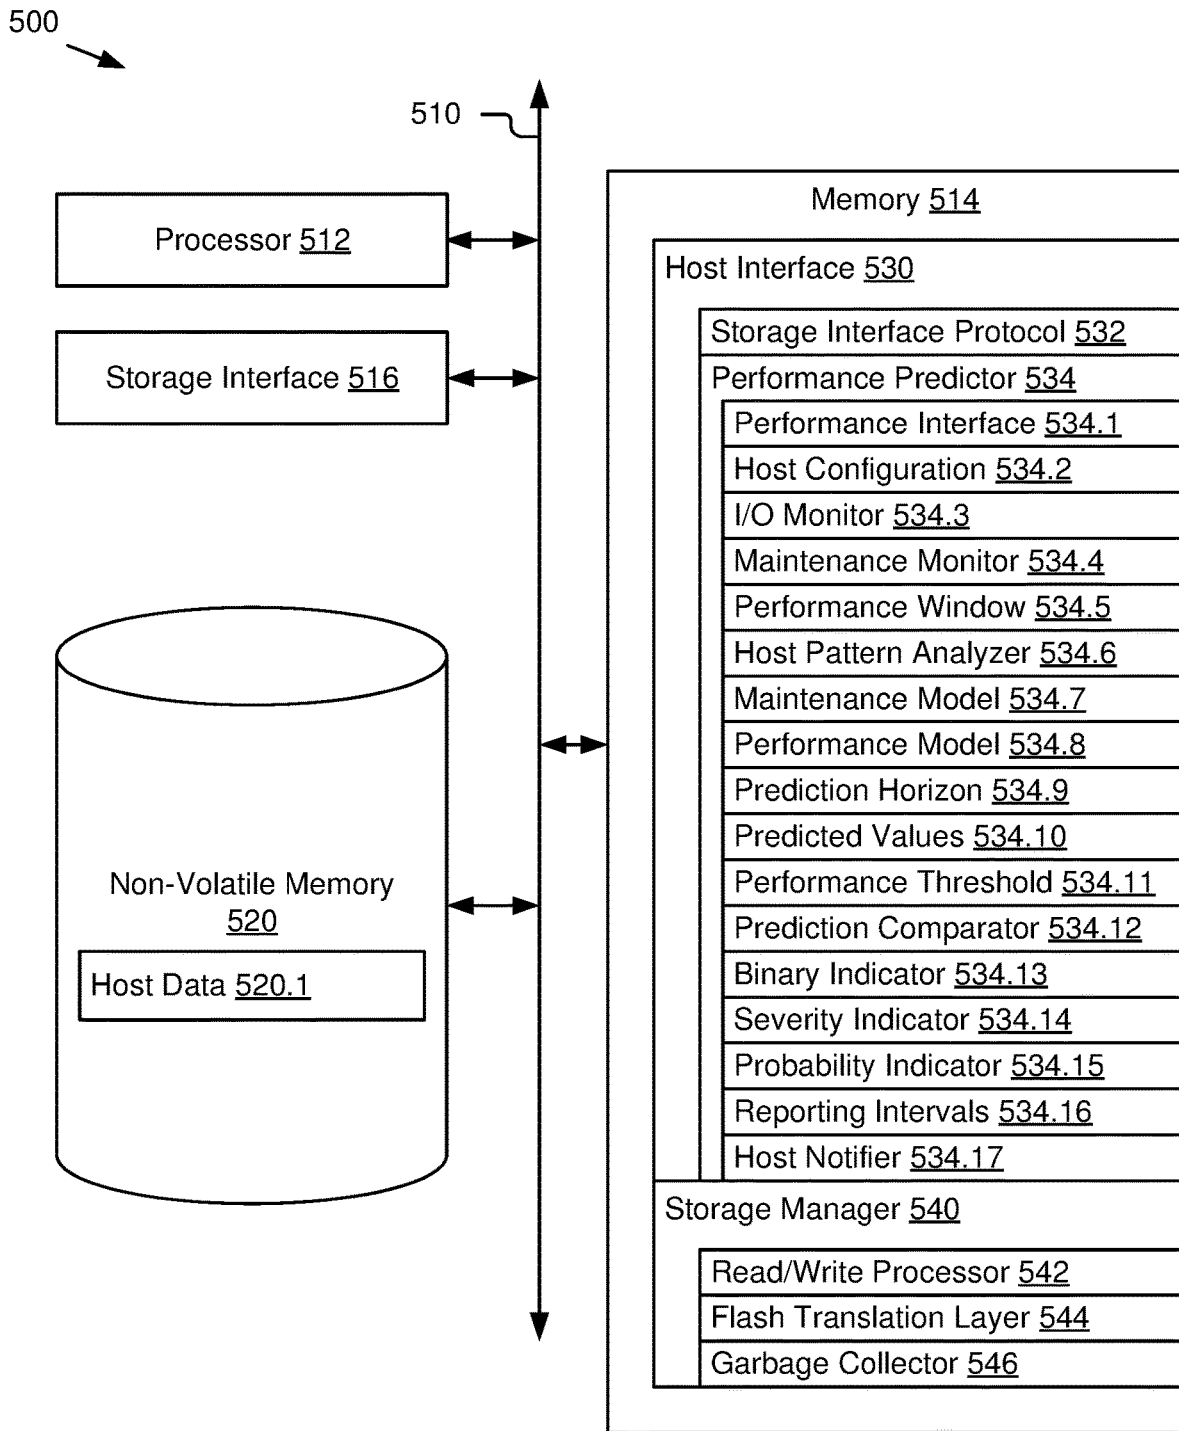 500
510
Processor 512
Storage Interface 516
Non-Volatile Memory
520
Host Data 520.1
Memory 514
Host Interface 530
Storage Interface Protocol 532
Performance Predictor 534
Performance Interface 534.1
Host Configuration 534.2
I/O Monitor 534.3
Maintenance Monitor 534.4
Performance Window 534.5
Host Pattern Analyzer 534.6
Maintenance Model 534.7
Performance Model 534.8
Prediction Horizon 534.9
Predicted Values 534.10
Performance Threshold 534.11
Prediction Comparator 534.12
Binary Indicator 534.13
Severity Indicator 534.14
Probability Indicator 534.15
Reporting Intervals 534.16
Host Notifier 534.17
Storage Manager 540
Read/Write Processor 542
Flash Translation Layer 544
Garbage Collector 546